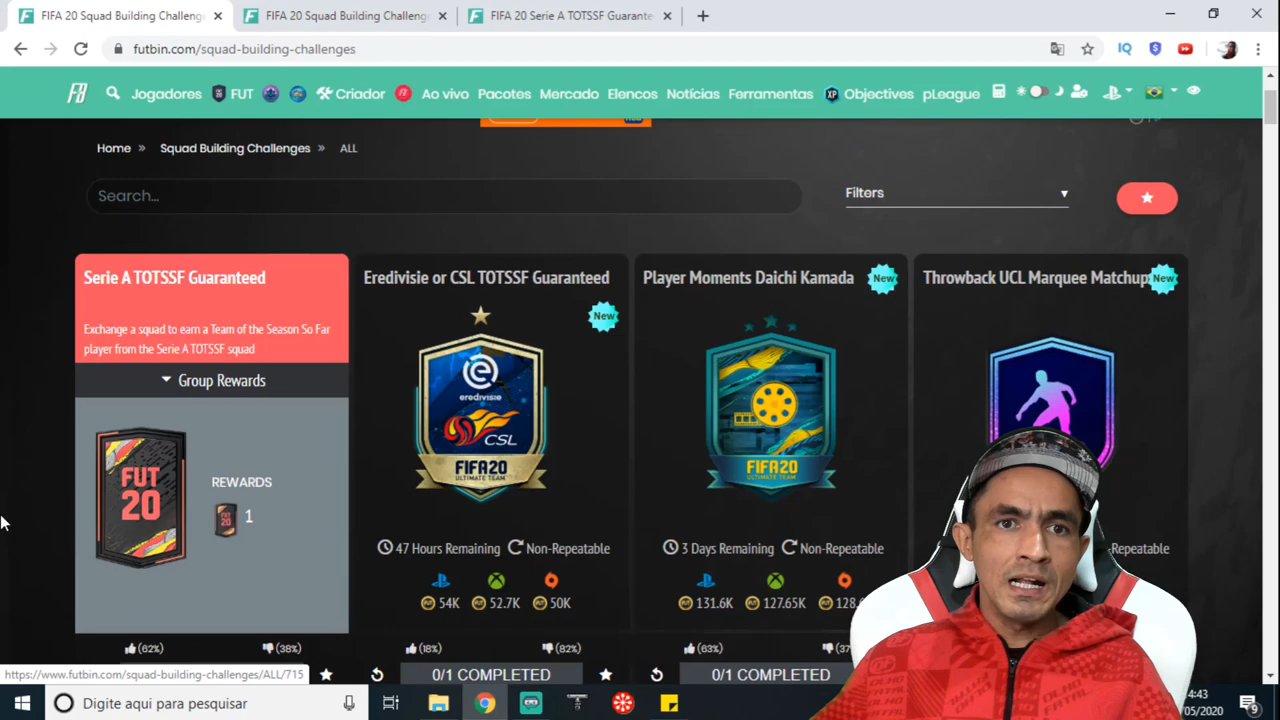 FIFA 20 Squad Building Challeng
FIFA 20 Squad Building Challeng
FIFA 20 Serie A TOTSSF Guarante
futbin.com/squad-building-challenges
Jogadores FUT Criador Ao vivo Pacotes Mercado Elencos Notícias Ferramentas XP Objectives pLeague
Home » Squad Building Challenges » ALL
Search...
Filters
Serie A TOTSSF Guaranteed
Exchange a squad to earn a Team of the Season So Far
player from the Serie A TOTSSF squad
Group Rewards
FUT
20
REWARDS
1
(62%) (38%)
Eredivisie or CSL TOTSSF Guaranteed
New
eredivisie
CSL
FIFA20
ULTIMATE TEAM
47 Hours Remaining Non-Repeatable
54K 52.7K 50K
(18%) (82%)
0/1 COMPLETED
Player Moments Daichi Kamada
New
FIFA20
ULTIMATE TEAM
3 Days Remaining Non-Repeatable
131.6K 127.65K 128.
(63%)
0/1 COMPLETED
Throwback UCL Marquee Matchup
New
-Repeatable
https://www.futbin.com/squad-building-challenges/ALL/715
Digite aqui para pesquisar
4:43
/05/2020
9